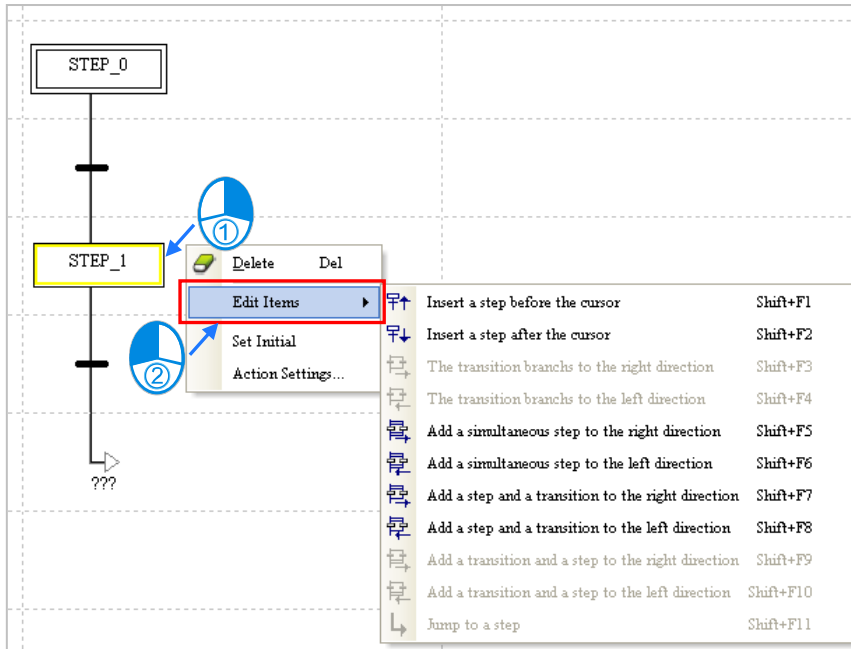 STEP_0
①
STEP_1
Delete Del
Edit Items
Set Initial
Action Settings...
②
Insert a step before the cursor Shift+F1
Insert a step after the cursor Shift+F2
The transition branchs to the right direction Shift+F3
The transition branchs to the left direction Shift+F4
Add a simultaneous step to the right direction Shift+F5
Add a simultaneous step to the left direction Shift+F6
Add a step and a transition to the right direction Shift+F7
Add a step and a transition to the left direction Shift+F8
Add a transition and a step to the right direction Shift+F9
Add a transition and a step to the left direction Shift+F10
Jump to a step Shift+F11
???